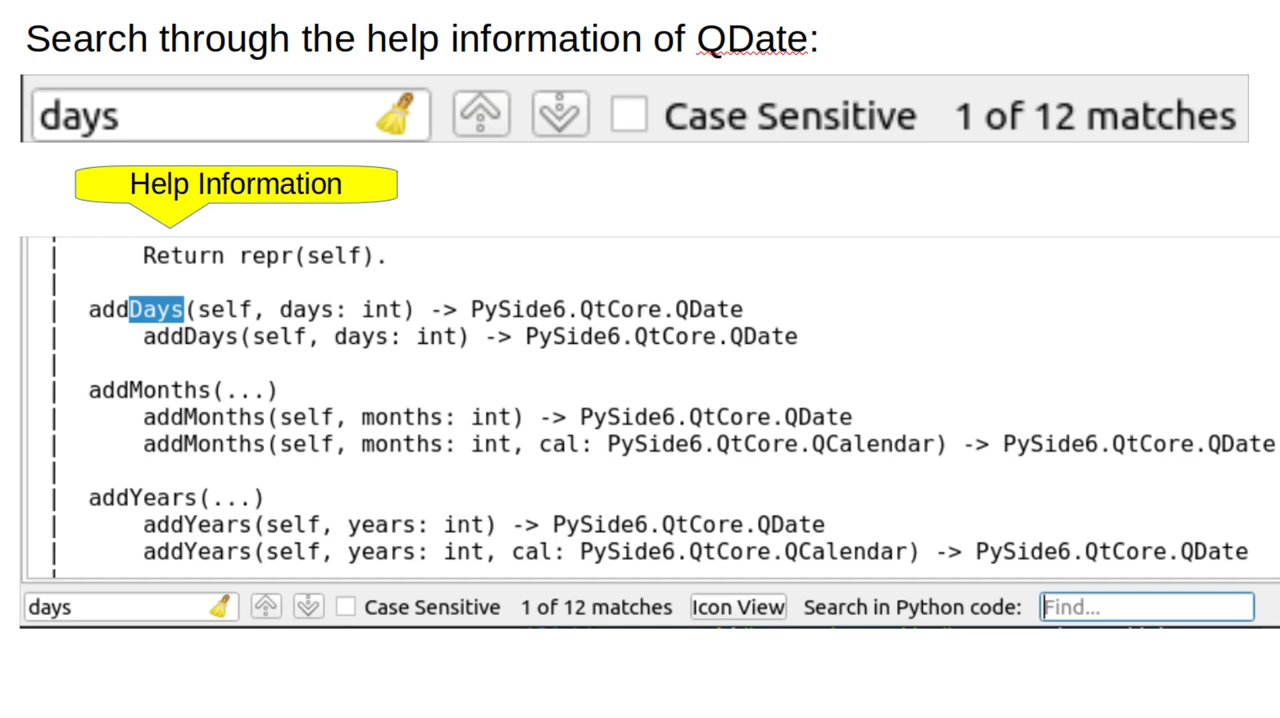 Search through the help information of QDate:
days Case Sensitive 1 of 12 matches
Help Information
| Return repr(self).
|
| addDays(self, days: int) -> PySide6.QtCore.QDate
| addDays(self, days: int) -> PySide6.QtCore.QDate
|
| addMonths(...)
| addMonths(self, months: int) -> PySide6.QtCore.QDate
| addMonths(self, months: int, cal: PySide6.QtCore.QCalendar) -> PySide6.QtCore.QDate
|
| addYears(...)
| addYears(self, years: int) -> PySide6.QtCore.QDate
| addYears(self, years: int, cal: PySide6.QtCore.QCalendar) -> PySide6.QtCore.QDate
|
days Case Sensitive 1 of 12 matches Icon View Search in Python code: Find...